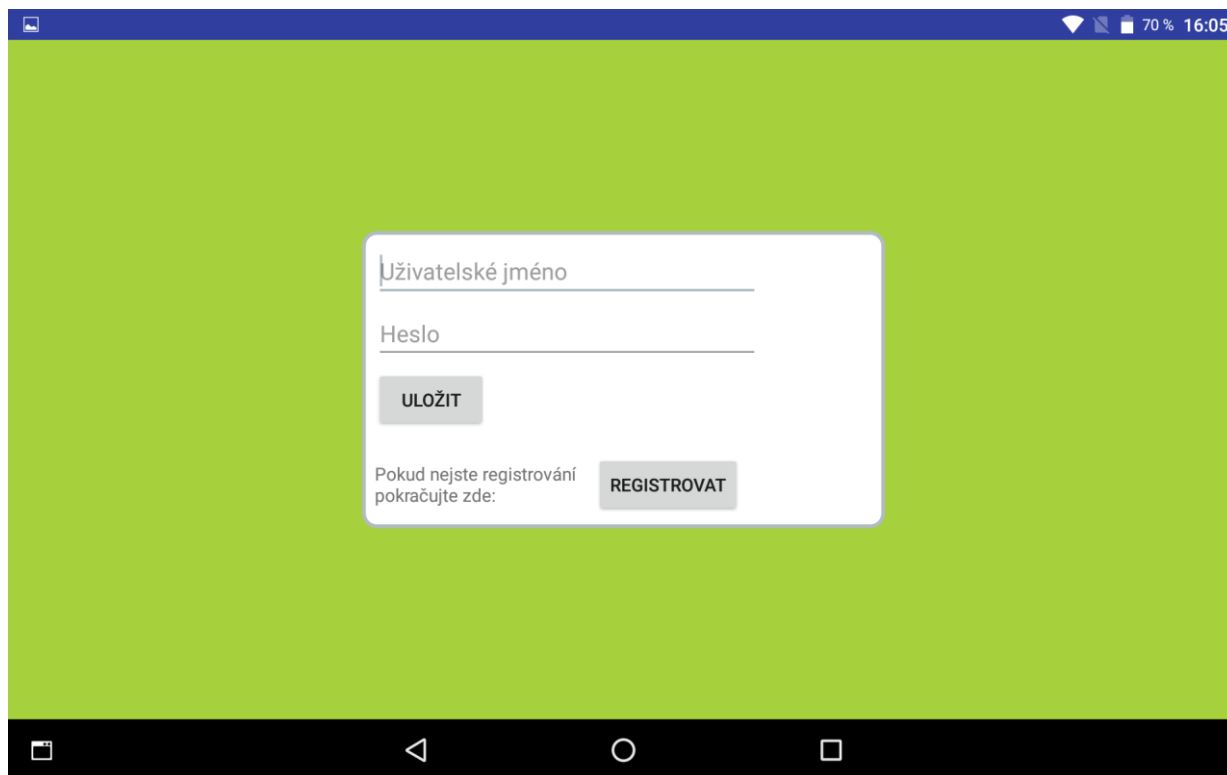 70 % 16:05
Uživatelské jméno
Heslo
ULOŽIT
Pokud nejste registrování
pokračujte zde:
REGISTROVAT